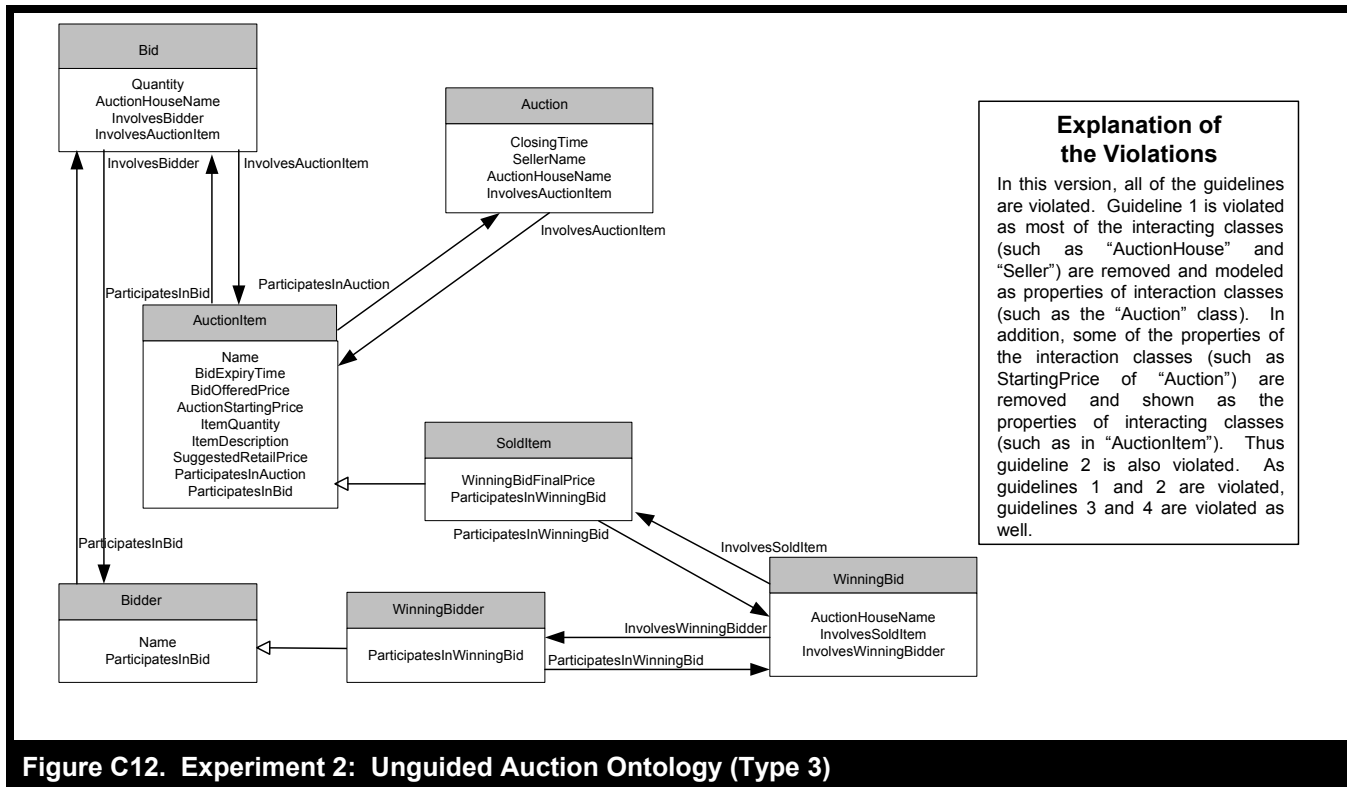 Bid
Quantity
AuctionHouseName
InvolvesBidder
InvolvesAuctionItem
InvolvesBidder
InvolvesAuctionItem
Auction
ClosingTime
SellerName
AuctionHouseName
InvolvesAuctionItem
InvolvesAuctionItem
ParticipatesInAuction
ParticipatesInBid
AuctionItem
Name
BidExpiryTime
BidOfferedPrice
AuctionStartingPrice
ItemQuantity
ItemDescription
SuggestedRetailPrice
ParticipatesInAuction
ParticipatesInBid
SoldItem
WinningBidFinalPrice
ParticipatesInWinningBid
ParticipatesInWinningBid
InvolvesSoldItem
ParticipatesInBid
Bidder
Name
ParticipatesInBid
WinningBidder
ParticipatesInWinningBid
InvolvesWinningBidder
ParticipatesInWinningBid
WinningBid
AuctionHouseName
InvolvesSoldItem
InvolvesWinningBidder
Explanation of
the Violations
In this version, all of the guidelines
are violated. Guideline 1 is violated
as most of the interacting classes
(such as “AuctionHouse” and
“Seller”) are removed and modeled
as properties of interaction classes
(such as the “Auction” class). In
addition, some of the properties of
the interaction classes (such as
StartingPrice of “Auction”) are
removed and shown as the
properties of interacting classes
(such as in “AuctionItem”). Thus
guideline 2 is also violated. As
guidelines 1 and 2 are violated,
guidelines 3 and 4 are violated as
well.
Figure C12. Experiment 2: Unguided Auction Ontology (Type 3)